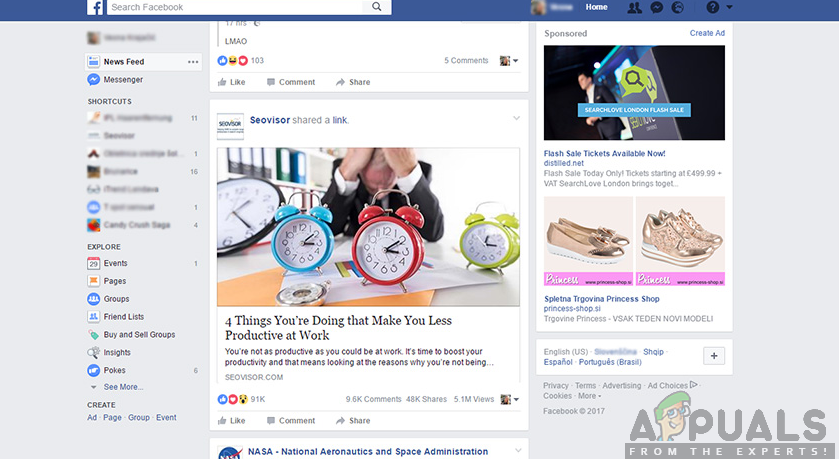 f
Search Facebook
Home
News Feed
Messenger
SHORTCUTS
11
Seovisor
16
Candy Crush Saga
4
EXPLORE
31 Events
Pages
Groups
Friend Lists
Buy and Sell Groups
Insights
Pokes
6
See More...
CREATE
Ad · Page · Group · Event
17 hrs ·
LMAO
103
5 Comments
Like
Comment
Share
SEOVISOR
Seovisor shared a link.
4 Things You're Doing that Make You Less
Productive at Work
You're not as productive as you could be at work. It's time to boost your
productivity and that means looking at the reasons why you're not being...
SEOVISOR.COM
91K
9.6K Comments 48K Shares 5.1M Views
Like
Comment
Share
NASA
NASA - National Aeronautics and Space Administration
Sponsored
Create Ad
SEARCHLOVE LONDON FLASH SALE
Flash Sale Tickets Available Now!
distilled.net
Flash Sale Today Only! Tickets starting at £499.99 +
VAT SearchLove London brings toget...
Princess www.princess-shop.si
Princess www.princess-shop.si
Spletna Trgovina Princess Shop
princess-shop.si
Trgovine Princess - VSAK TEDEN NOVI MODELI
English (US) · Slovenščina · Shqip ·
Español · Português (Brasil)
Privacy · Terms · Advertising · Ad Choices ·
Cookies · More
Facebook © 2017
APPUALS
FROM THE EXPERTS!